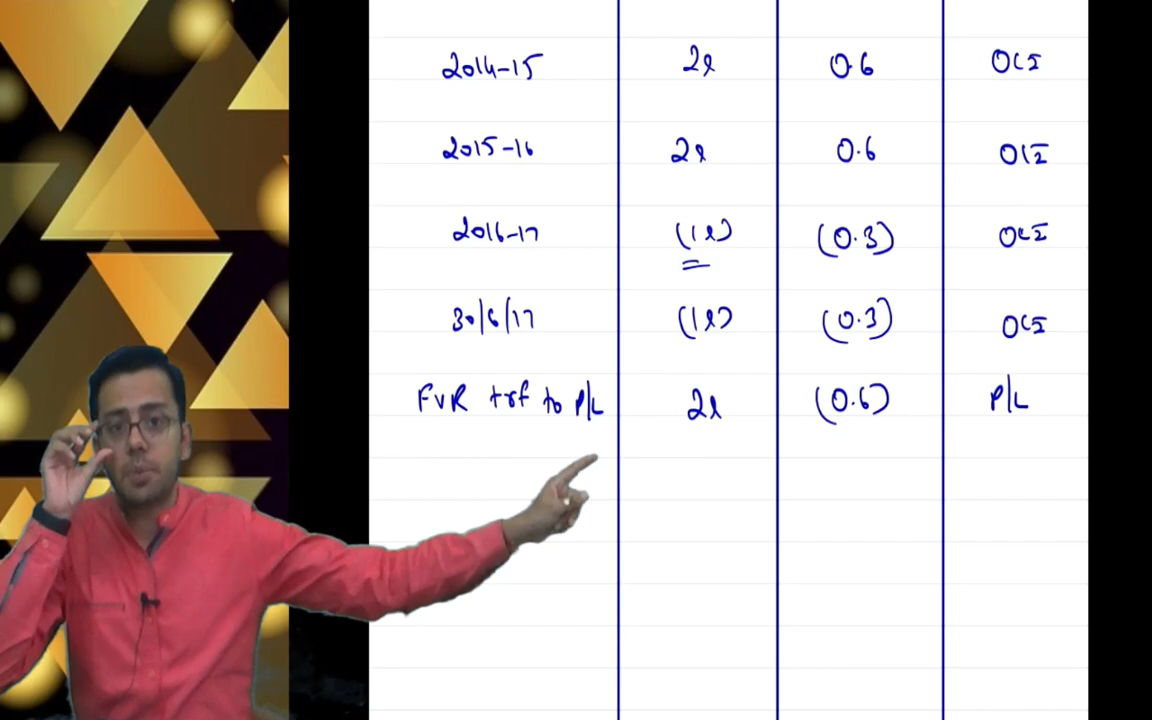 2014-15 2l 0.6 OCI
2015-16 2l 0.6 OCI
2016-17 (1l) (0.3) OCI
30/6/17 (1l) (0.3) OCI
FVR trf to P/L 2l (0.6) P/L